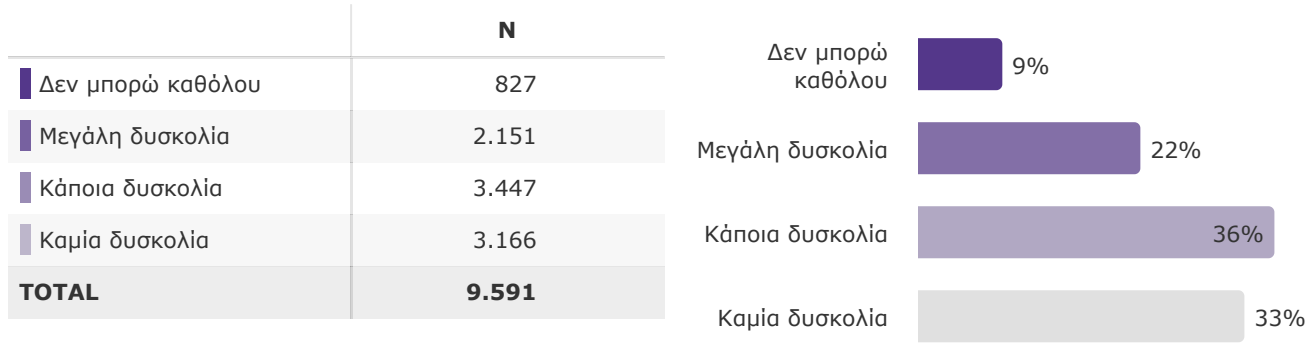 N
Δεν μπορώ καθόλου 827
Μεγάλη δυσκολία 2.151
Κάποια δυσκολία 3.447
Καμία δυσκολία 3.166
TOTAL 9.591
Δεν μπορώ
καθόλου 9%
Μεγάλη δυσκολία 22%
Κάποια δυσκολία 36%
Καμία δυσκολία 33%